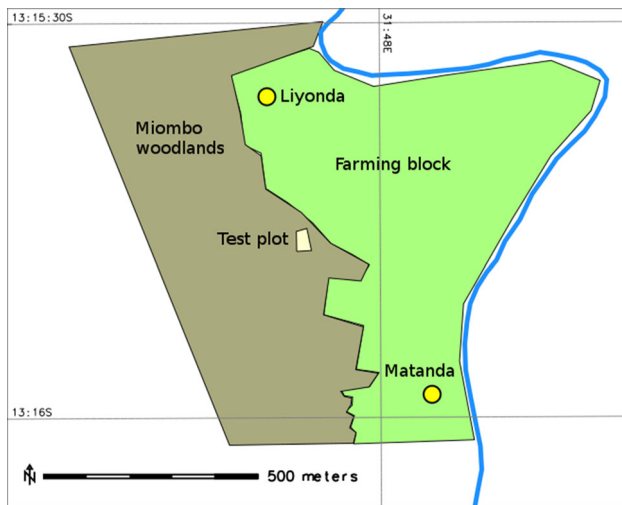 13:15:30S
31:48E
Liyonda
Miombo
woodlands
Farming block
Test plot
Matanda
13:16S
N
500 meters